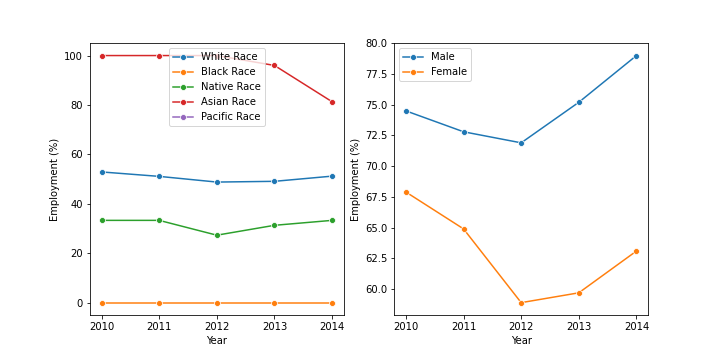 White Race
Black Race
Native Race
Asian Race
Pacific Race
100
80
60
40
20
0
Employment (%)
2010 2011 2012 2013 2014
Year
Male
Female
80.0
77.5
75.0
72.5
70.0
67.5
65.0
62.5
60.0
Employment (%)
2010 2011 2012 2013 2014
Year